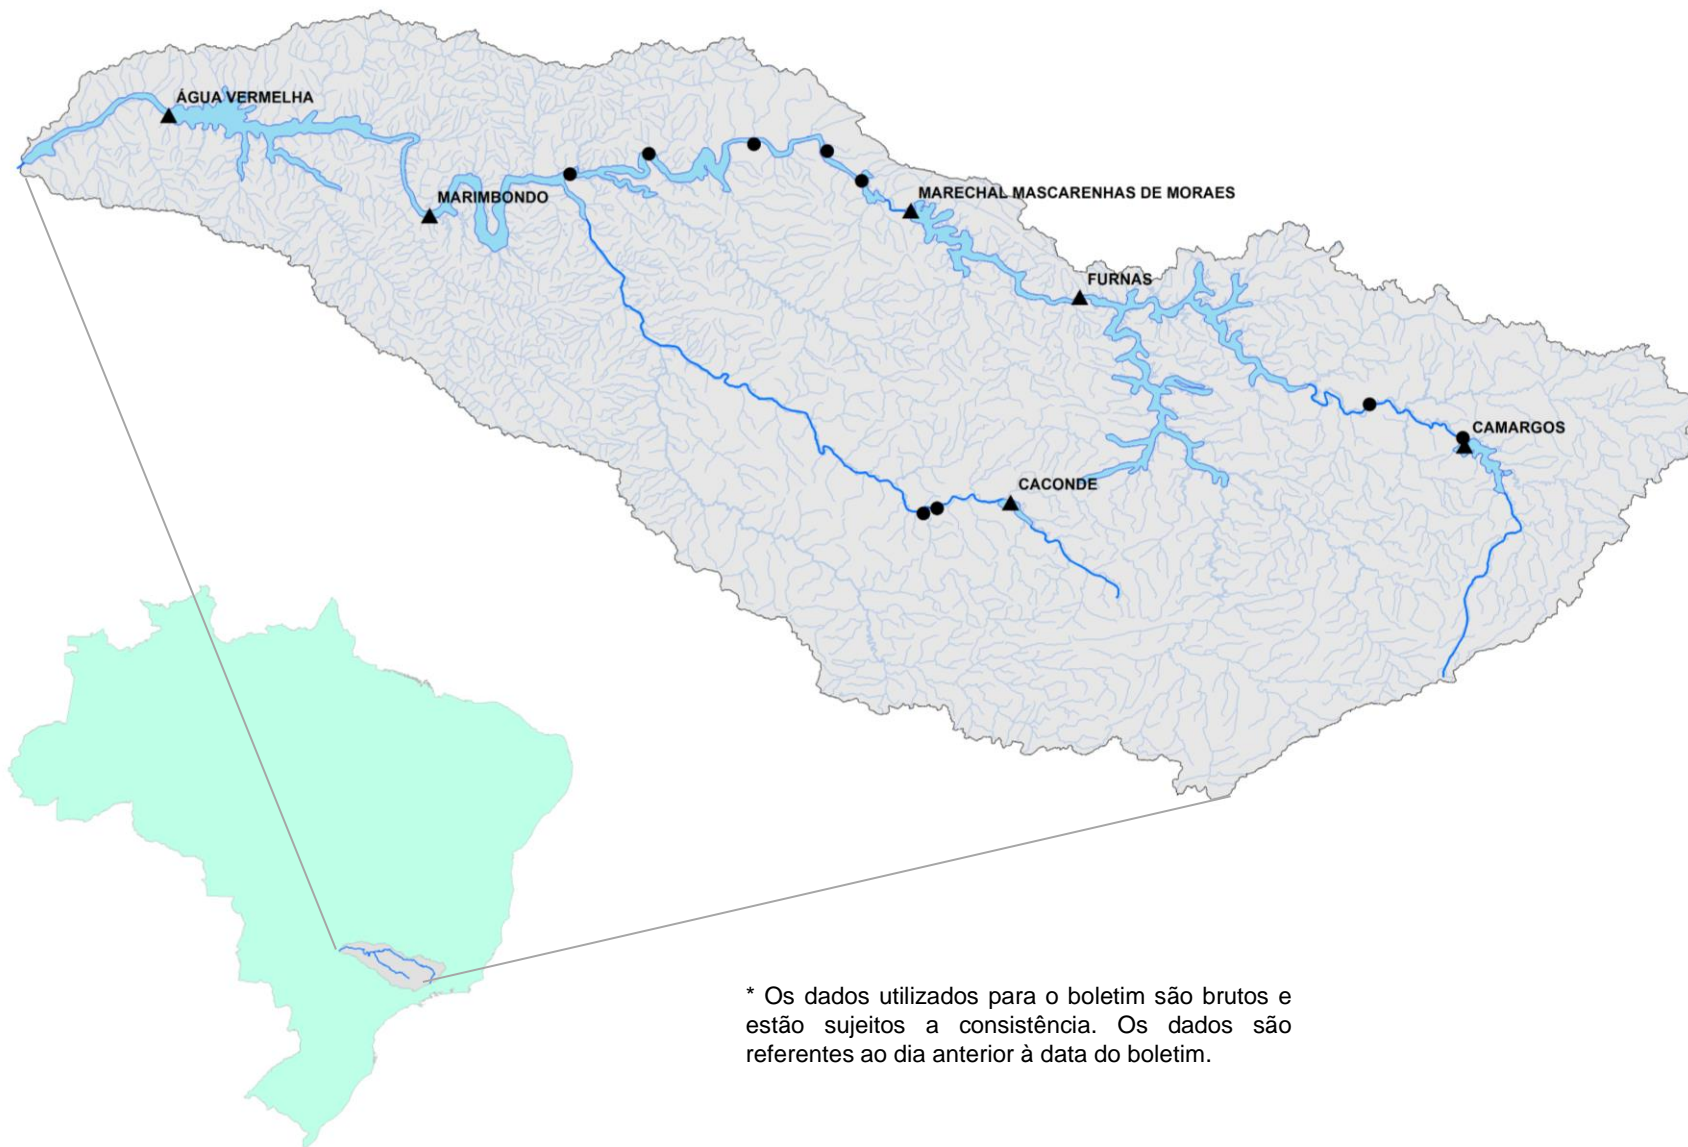 ÁGUA VERMELHA
MARIMBONDO
MARECHAL MASCARENHAS DE MORAES
FURNAS
CAMARGOS
CACONDE
* Os dados utilizados para o boletim são brutos e
estão sujeitos a consistência. Os dados são
referentes ao dia anterior à data do boletim.